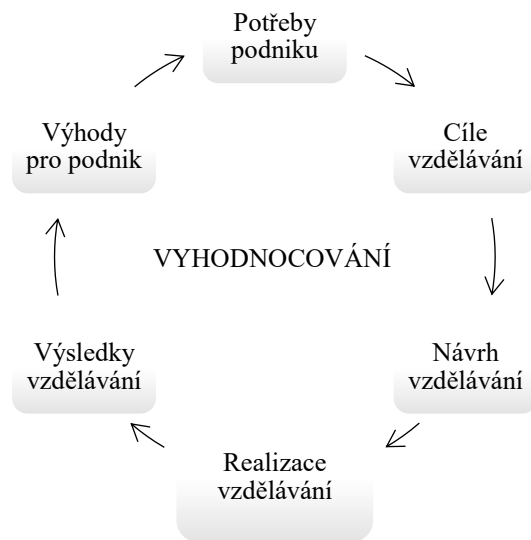 Potřeby
podniku
Cíle
vzdělávání
Návrh
vzdělávání
Realizace
vzdělávání
Výsledky
vzdělávání
Výhody
pro podnik
VYHODNOCOVÁNÍ